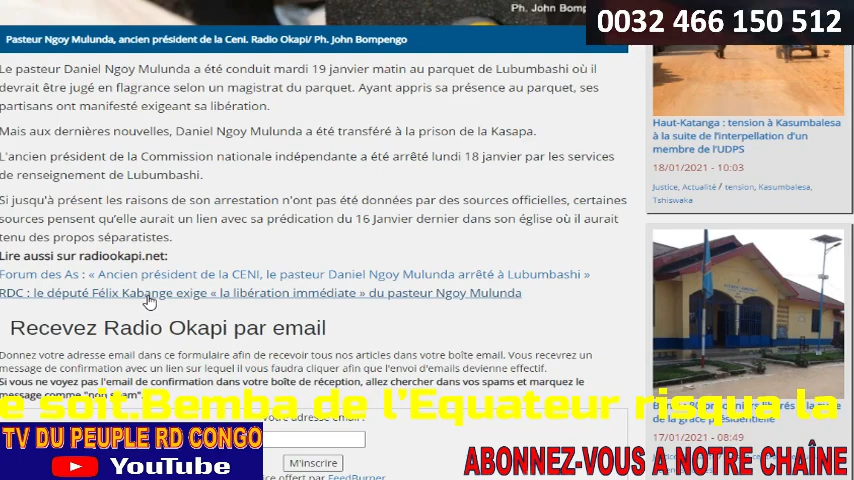 Ph. John Bomp
0032 466 150 512
Pasteur Ngoy Mulunda, ancien président de la Ceni. Radio Okapi/ Ph. John Bompengo
Le pasteur Daniel Ngoy Mulunda a été conduit mardi 19 janvier matin au parquet de Lubumbashi où il
devrait être jugé en flagrance selon un magistrat du parquet. Ayant appris sa présence au parquet, ses
partisans ont manifesté exigeant sa libération.
Mais aux dernières nouvelles, Daniel Ngoy Mulunda a été transféré à la prison de la Kasapa.
L'ancien président de la Commission nationale indépendante a été arrêté lundi 18 janvier par les services
de renseignement de Lubumbashi.
Si jusqu'à présent les raisons de son arrestation n'ont pas été données par des sources officielles, certaines
sources pensent qu'elle aurait un lien avec sa prédication du 16 Janvier dernier dans son église où il aurait
tenu des propos séparatistes.
Lire aussi sur radiookapi.net:
Forum des As : « Ancien président de la CENI, le pasteur Daniel Ngoy Mulunda arrêté à Lubumbashi »
RDC : le député Félix Kabange exige « la libération immédiate » du pasteur Ngoy Mulunda
Recevez Radio Okapi par email
Donnez votre adresse email dans ce formulaire afin de recevoir tous nos articles dans votre boîte email. Vous recevrez un
message de confirmation avec un lien sur lequel il vous faudra cliquer afin que l'envoi d'emails devienne effectif.
Si vous ne voyez pas l'email de confirmation dans votre boîte de réception, allez chercher dans vos spams et marquez le
message comme "non spam".
adresse email :
M'inscrire
offert par FeedBurner
Haut-Katanga : tension à Kasumbalesa
à la suite de l'interpellation d'un
membre de l'UDPS
18/01/2021 - 10:03
Justice, Actualité / tension, Kasumbalesa,
Tshiswaka
de la grâce présidentielle
17/01/2021 - 08:49
e soit.Bemba de l'Equateur risqua la
TV DU PEUPLE RD CONGO
YouTube
ABONNEZ-VOUS A NOTRE CHAÎNE